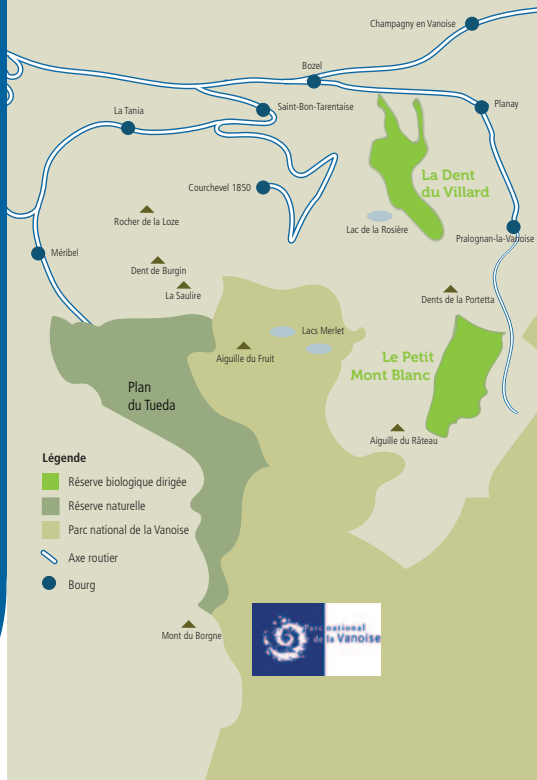 Champagny en Vanoise
Bozel
Planay
Saint-Bon-Tarentaise
La Tania
La Dent
du Villard
Courchevel 1850
Rocher de la Loze
Lac de la Rosière
Pralognan-la-Vanoise
Méribel
Dent de Burgin
La Saulire
Dents de la Portetta
Lacs Merlet
Aiguille du Fruit
Le Petit
Mont Blanc
Plan
du Tueda
Aiguille du Râteau
Légende
Réserve biologique dirigée
Réserve naturelle
Parc national de la Vanoise
Axe routier
Bourg
Mont du Borgne
Parc national
de la Vanoise